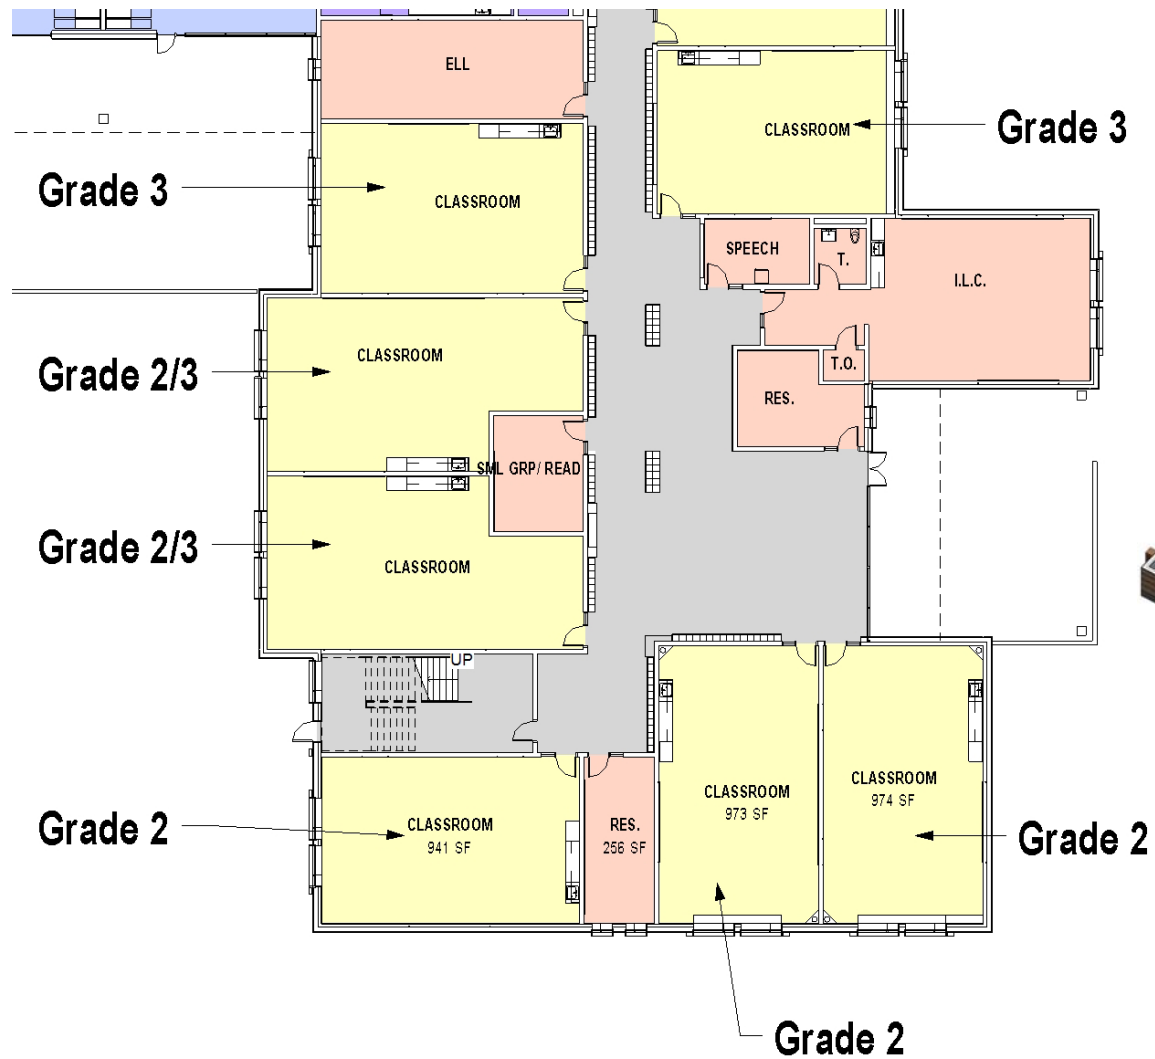 ELL
CLASSROOM
Grade 3
Grade 3
CLASSROOM
SPEECH
T.
I.L.C.
CLASSROOM
T.O.
Grade 2/3
RES.
SML GRP/ READ
Grade 2/3
CLASSROOM
UP
CLASSROOM
974 SF
CLASSROOM
973 SF
Grade 2
CLASSROOM
941 SF
RES.
256 SF
Grade 2
Grade 2